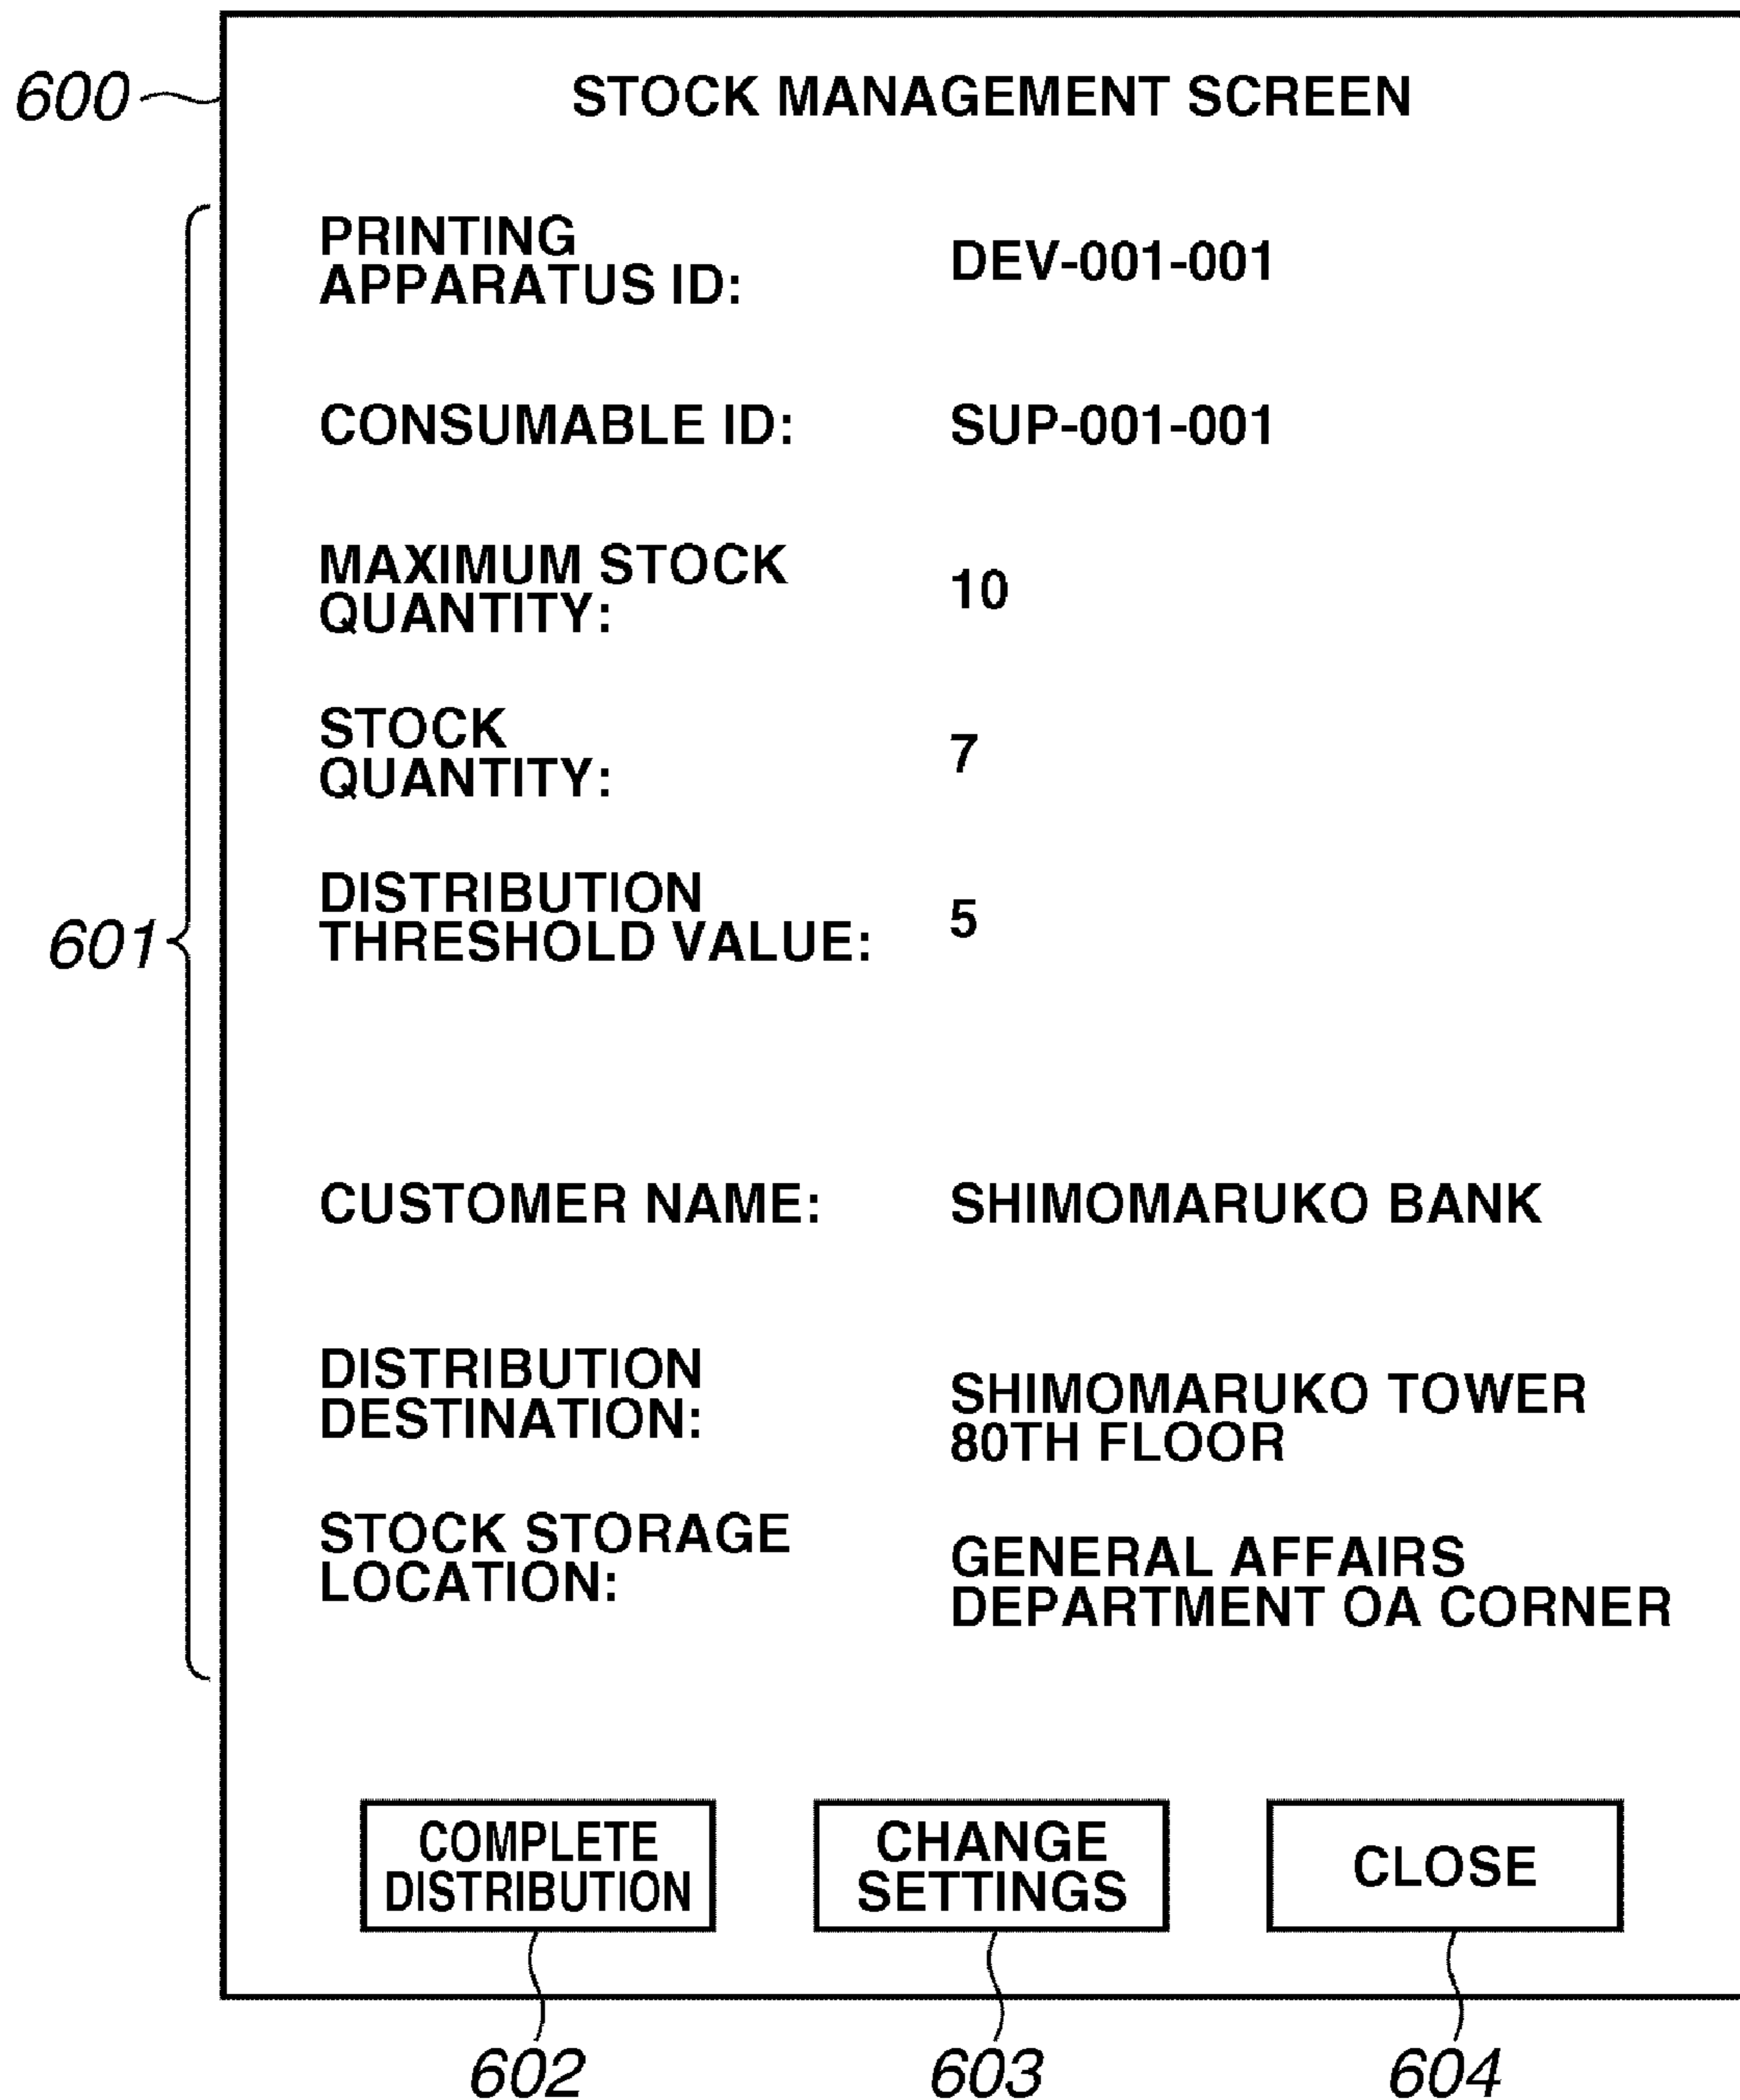 600
STOCK MANAGEMENT SCREEN
PRINTING
APPARATUS ID:
DEV-001-001
CONSUMABLE ID:
SUP-001-001
MAXIMUM STOCK
QUANTITY:
10
STOCK
QUANTITY:
7
DISTRIBUTION
THRESHOLD VALUE:
5
601
CUSTOMER NAME:
SHIMOMARUKO BANK
DISTRIBUTION
DESTINATION:
SHIMOMARUKO TOWER
80TH FLOOR
STOCK STORAGE
LOCATION:
GENERAL AFFAIRS
DEPARTMENT OA CORNER
COMPLETE
DISTRIBUTION
CHANGE
SETTINGS
CLOSE
602
603
604